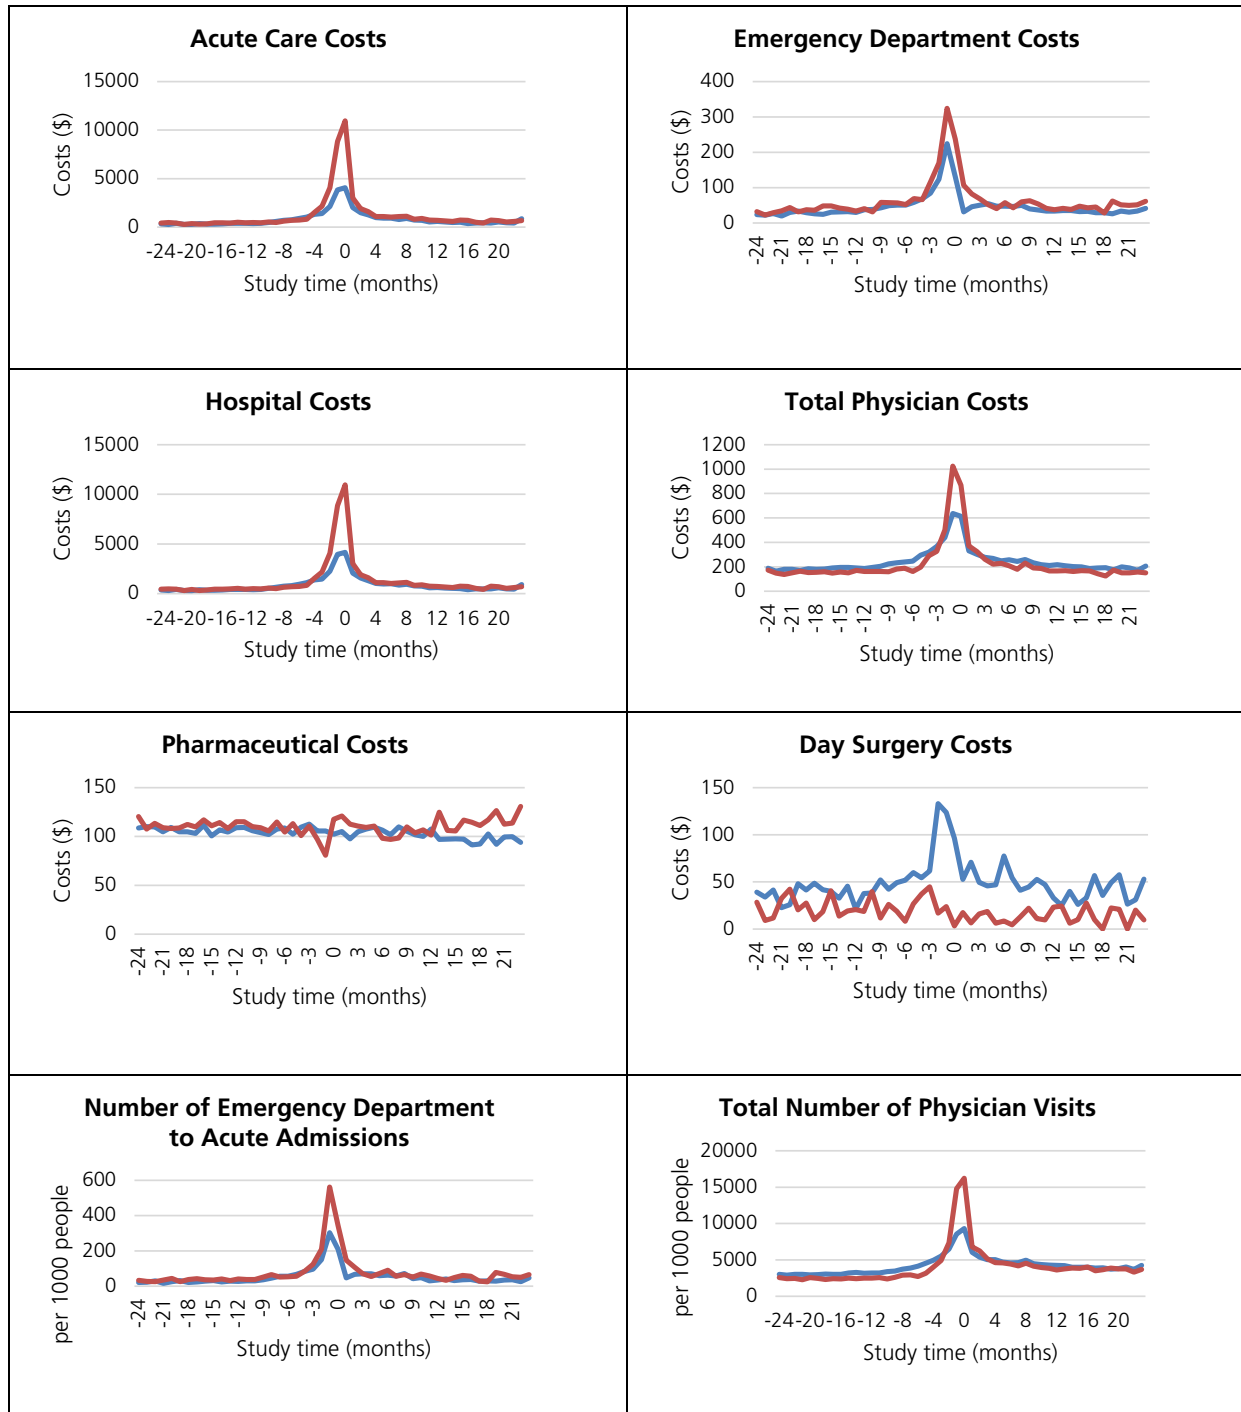 Acute Care Costs
15000
10000
5000
0
Costs ($)
-24 -20 -16 -12 -8 -4 0 4 8 12 16 20
Study time (months)
Emergency Department Costs
400
300
200
100
0
Costs ($)
-24 -21 -18 -15 -12 -9 -6 -3 0 3 6 9 12 15 18 21
Study time (months)
Hospital Costs
15000
10000
5000
0
Costs ($)
-24 -20 -16 -12 -8 -4 0 4 8 12 16 20
Study time (months)
Total Physician Costs
1200
1000
800
600
400
200
0
Costs ($)
-24 -21 -18 -15 -12 -9 -6 -3 0 3 6 9 12 15 18 21
Study time (months)
Pharmaceutical Costs
150
100
50
0
Costs ($)
-24 -21 -18 -15 -12 -9 -6 -3 0 3 6 9 12 15 18 21
Study time (months)
Day Surgery Costs
150
100
50
0
Costs ($)
-24 -21 -18 -15 -12 -9 -6 -3 0 3 6 9 12 15 18 21
Study time (months)
Number of Emergency Department
to Acute Admissions
600
400
200
0
per 1000 people
-24 -21 -18 -15 -12 -9 -6 -3 0 3 6 9 12 15 18 21
Study time (months)
Total Number of Physician Visits
20000
15000
10000
5000
0
per 1000 people
-24 -20 -16 -12 -8 -4 0 4 8 12 16 20
Study time (months)